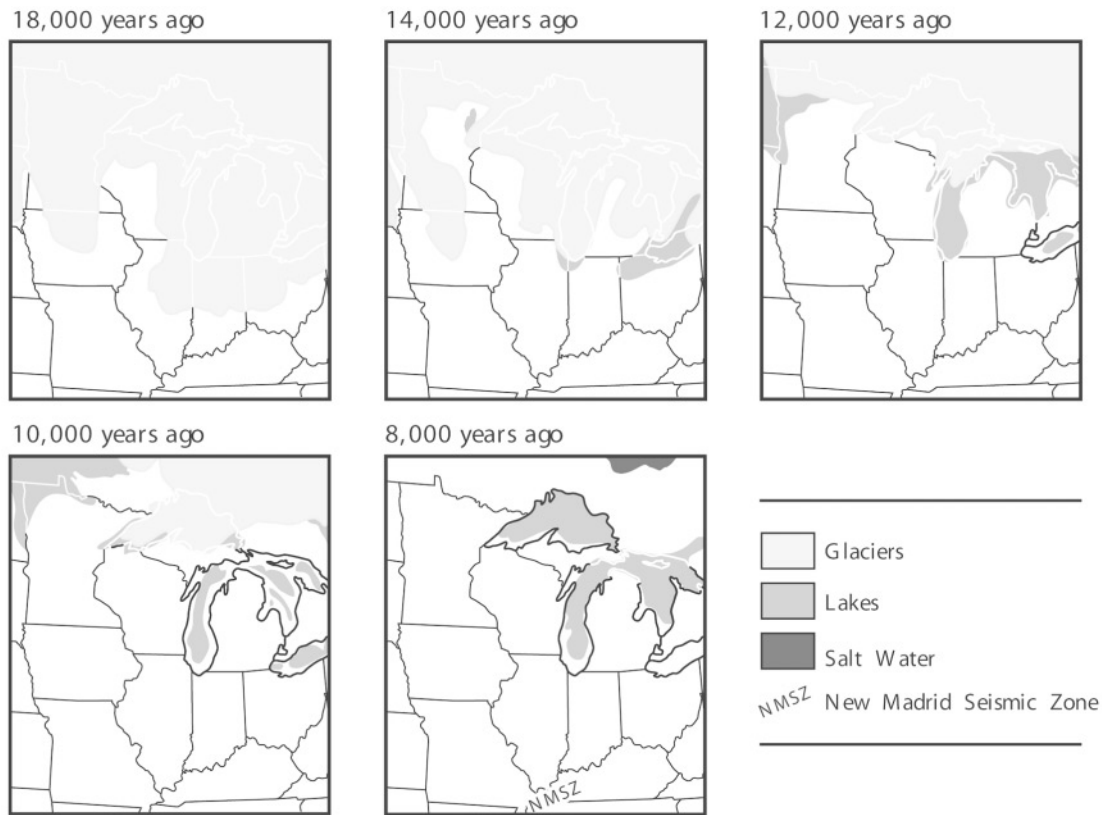 18,000 years ago
14,000 years ago
12,000 years ago
10,000 years ago
8,000 years ago
NMSZ
Glaciers
Lakes
Salt Water
NMSZ New Madrid Seismic Zone